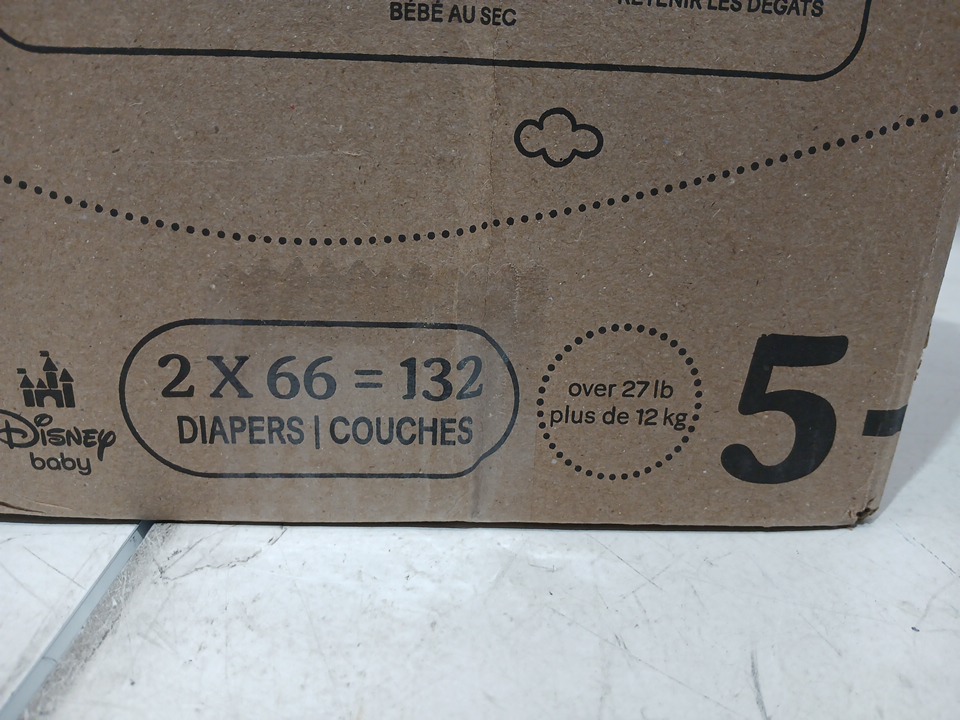 BÉBÉ AU SEC
RETENIR LES DÉGÂTS
Disney
baby
2 X 66 = 132
DIAPERS | COUCHES
over 27 lb
plus de 12 kg
5-